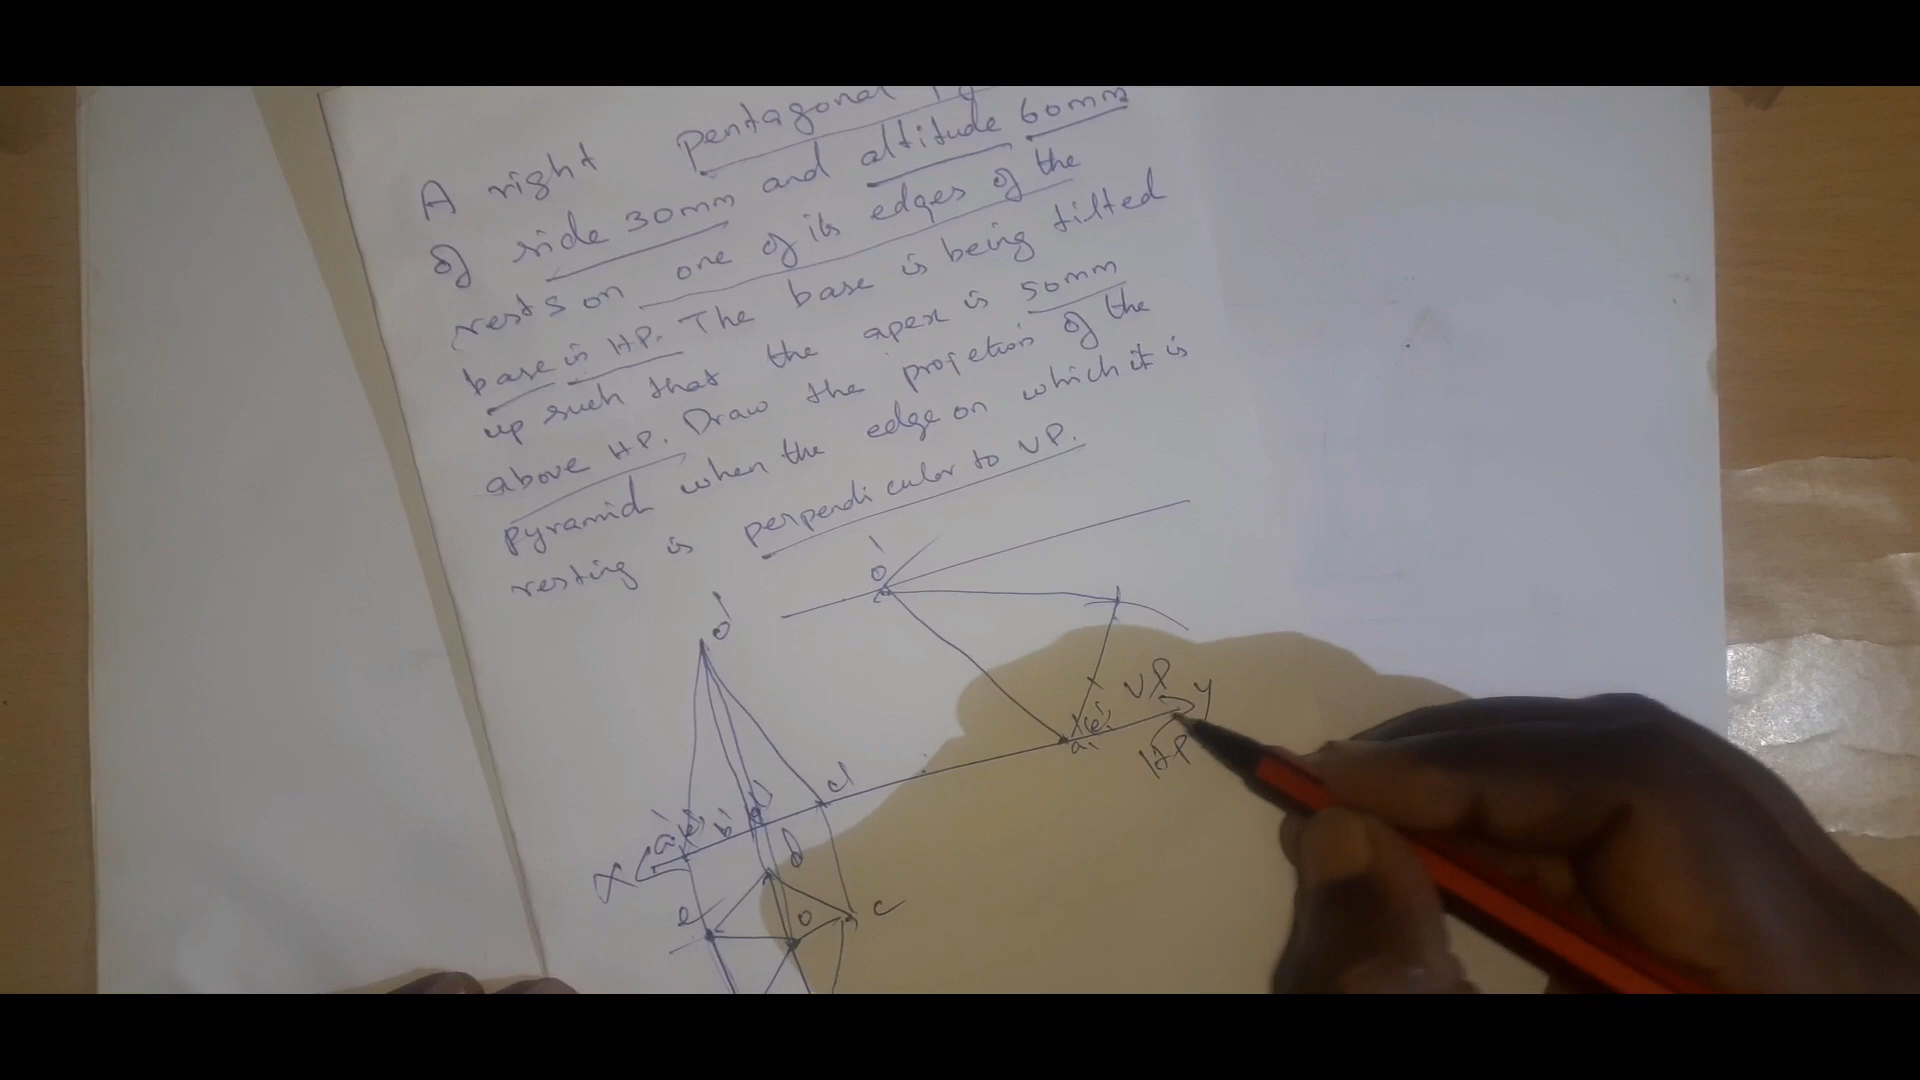 A right pentagonal
of side 30mm and altitude 60mm
rests on one of its edges of the
base is HP. The base is being tilted
up such that the apex is 50mm
above HP. Draw the projetion of the
pyramid when the edge on which it is
resting is perpendicular to VP.
o'
o'
VP
Y
a'
HP
d
a'
b'
X
b
e
o
c